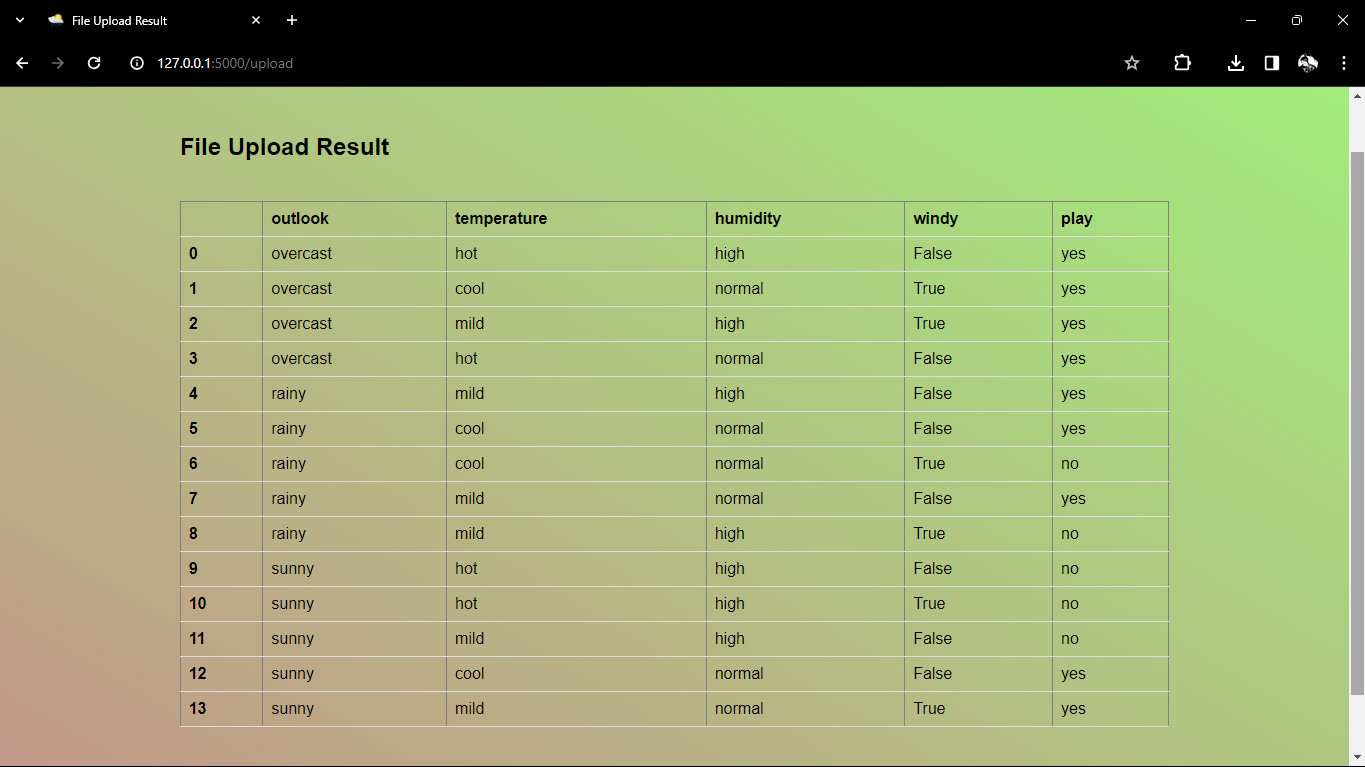 File Upload Result
127.0.0.1:5000/upload
File Upload Result
outlook temperature humidity windy play
0 overcast hot high False yes
1 overcast cool normal True yes
2 overcast mild high True yes
3 overcast hot normal False yes
4 rainy mild high False yes
5 rainy cool normal False yes
6 rainy cool normal True no
7 rainy mild normal False yes
8 rainy mild high True no
9 sunny hot high False no
10 sunny hot high True no
11 sunny mild high False no
12 sunny cool normal False yes
13 sunny mild normal True yes